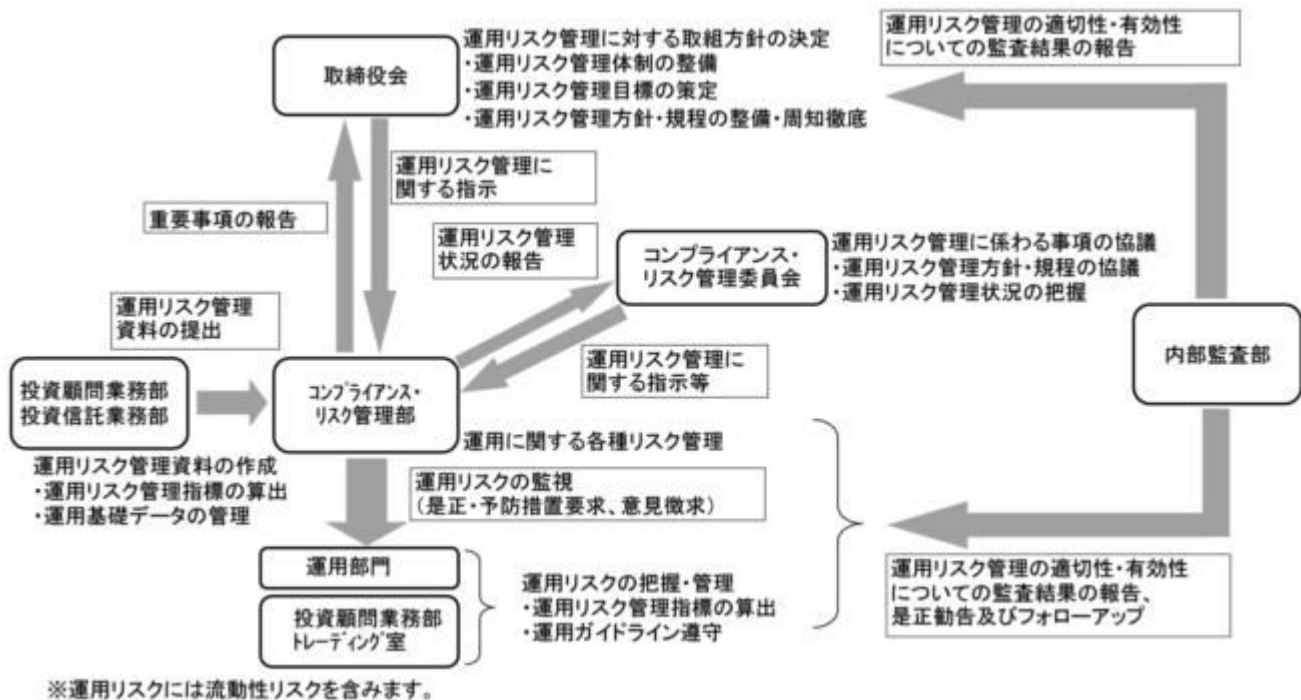 運用リスク管理に対する取組方針の決定
・運用リスク管理体制の整備
・運用リスク管理目標の策定
・運用リスク管理方針・規程の整備・周知徹底
取締役会
運用リスク管理の適切性・有効性
についての監査結果の報告
運用リスク管理に
関する指示
重要事項の報告
運用リスク管理
状況の報告
コンプライアンス・
リスク管理委員会
運用リスク管理に係わる事項の協議
・運用リスク管理方針・規程の協議
・運用リスク管理状況の把握
運用リスク管理
資料の提出
運用リスク管理に
関する指示等
内部監査部
投資顧問業務部
投資信託業務部
コンプライアンス・
リスク管理部
運用に関する各種リスク管理
運用リスク管理資料の作成
・運用リスク管理指標の算出
・運用基礎データの管理
運用リスクの監視
(是正・予防措置要求、意見徴求)
運用部門
投資顧問業務部
トレーディング室
運用リスクの把握・管理
・運用リスク管理指標の算出
・運用ガイドライン遵守
運用リスク管理の適切性・有効性
についての監査結果の報告、
是正勧告及びフォローアップ
※運用リスクには流動性リスクを含みます。